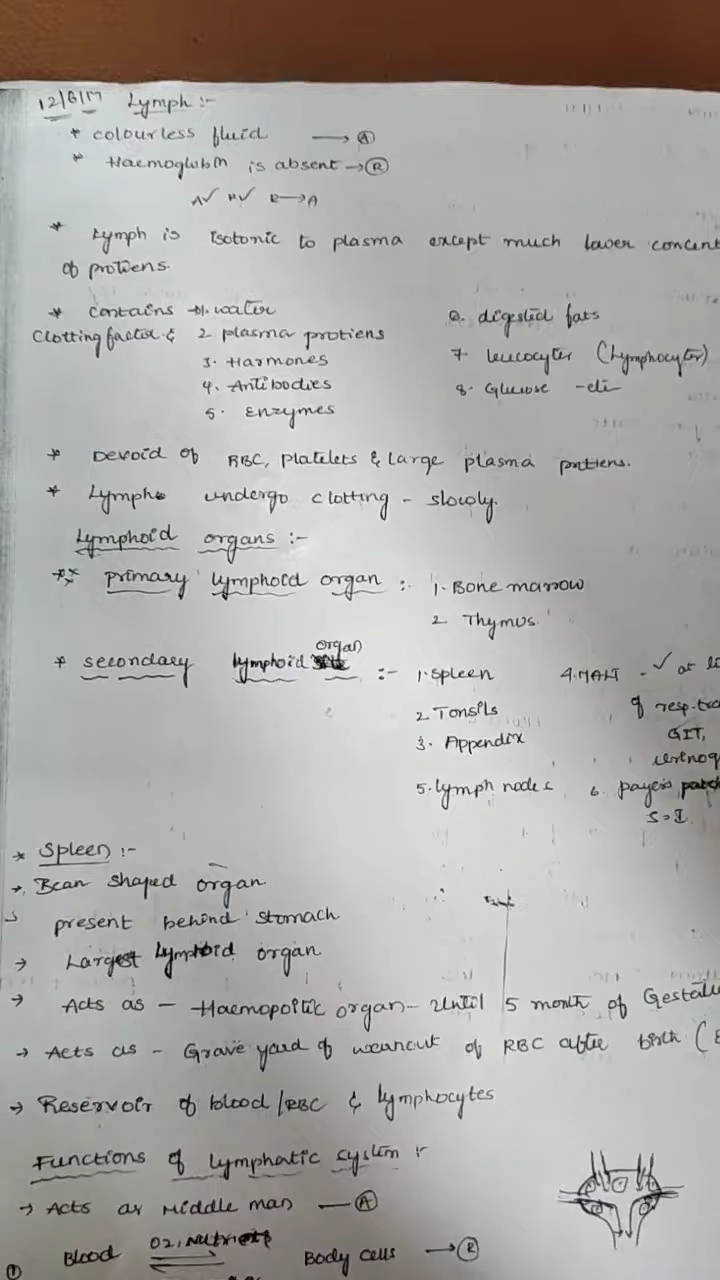 12/6/17 Lymph :-
* colourless fluid → Ⓐ
* Haemoglobin is absent → Ⓡ
A✓ R✓ R → A
* Lymph is isotonic to plasma except much lower concent
of protiens.
* contains → 1. water
Clotting factor & 2 plasma protiens
3. Harmones
4. Antibodies
5. Enzymes
6. digested fats
7. leucocytes (Lymphocytes)
8. Glucose - etc
* Devoid of RBC, platelets & large plasma protiens.
* Lymph undergo clotting - slowly.
Lymphoid organs :-
** primary lymphoid organ :- 1. Bone marrow
2 Thymus
* secondary lymphoid organ :- 1. spleen 4. MALT - ✓ at
2 Tonsils of resp. tra
3. Appendix GIT,
5. lymph nodes 6. payers patch
S.I.
* Spleen :-
→ Bean shaped organ
→ present behind stomach
→ Largest lymphoid organ
→ Acts as - Haemopoitic organ - until 5 month of Gestati
→ Acts as - Grave yard of wornout of RBC after birth (
→ Reservoir of blood / RBC & lymphocytes
Functions of lymphatic system :-
→ Acts as Middle man — Ⓐ
① Blood O2, Nutrients Body cells → Ⓡ